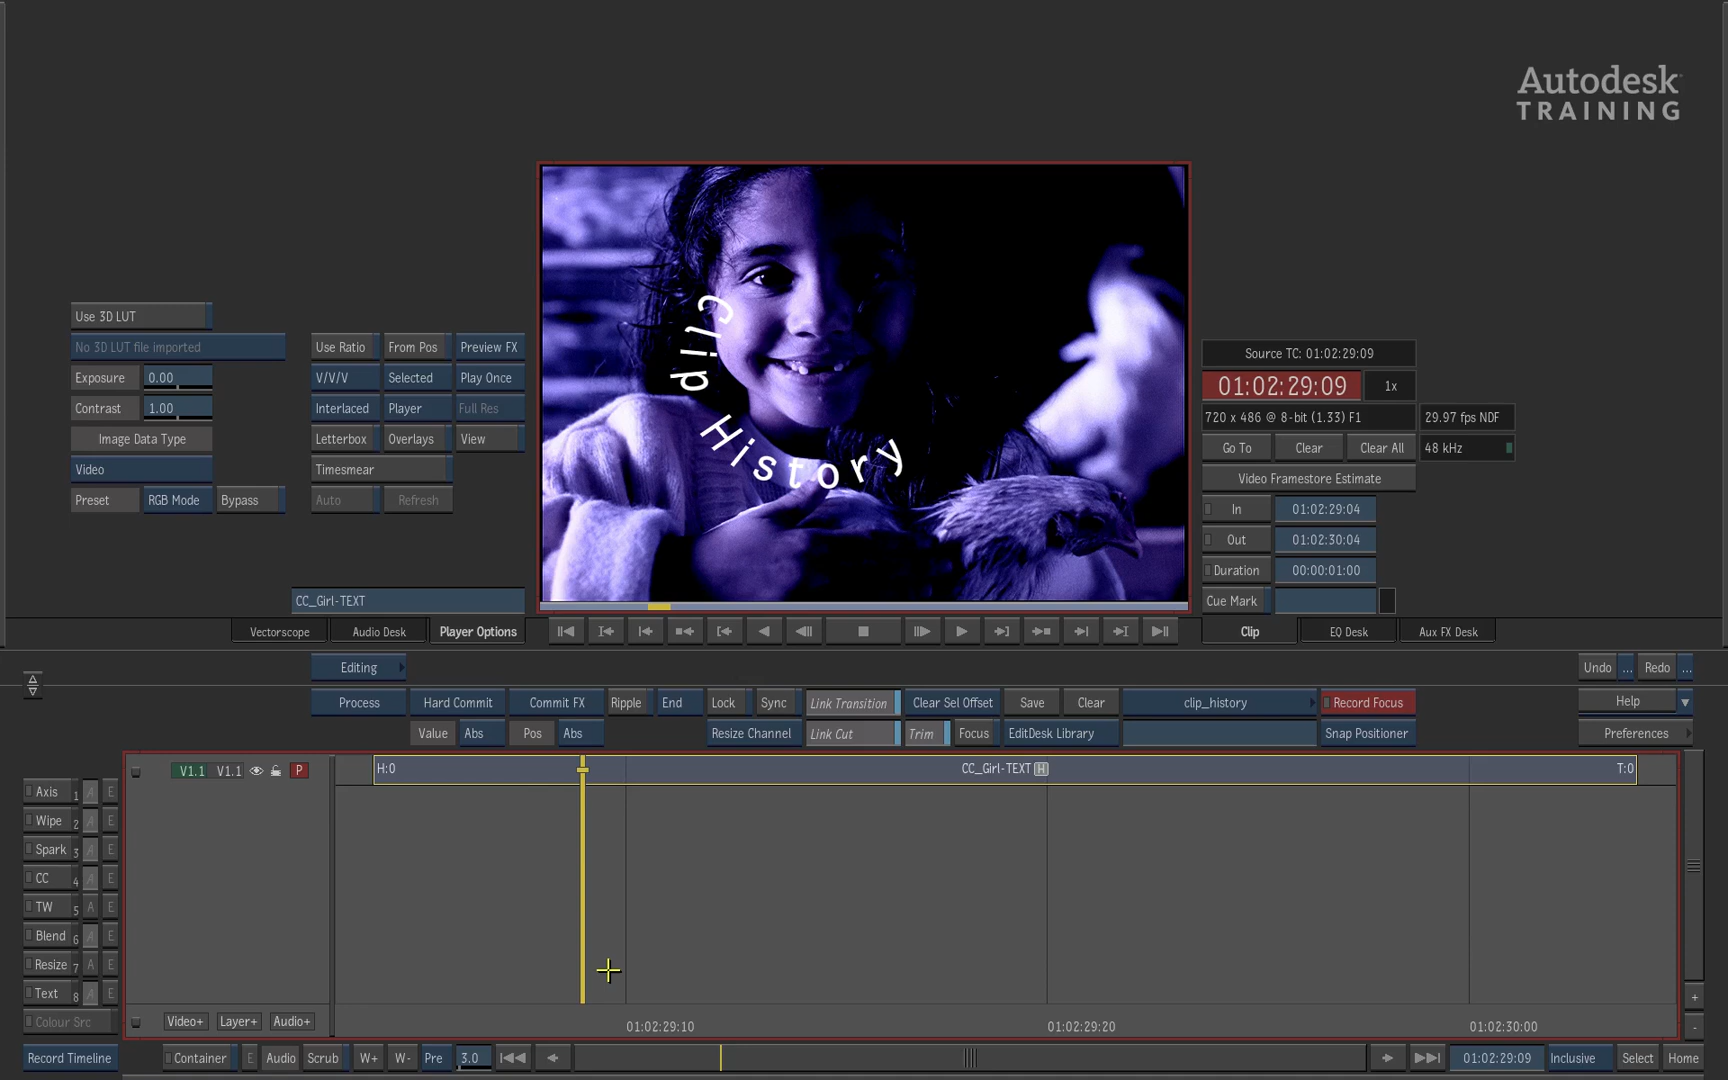 Autodesk
TRAINING
Clip History
Use 3D LUT
No 3D LUT file imported
Exposure 0.00
Contrast 1.00
Image Data Type
Video
Preset RGB Mode Bypass
Use Ratio From Pos Preview FX
V/V/V Selected Play Once
Interlaced Player Full Res
Letterbox Overlays View
Timesmear
Auto Refresh
CC_Girl-TEXT
Source TC: 01:02:29:09
01:02:29:09 1x
720 x 486 @ 8-bit (1.33) F1 29.97 fps NDF
Go To Clear Clear All 48 kHz
Video Framestore Estimate
In 01:02:29:04
Out 01:02:30:04
Duration 00:00:01:00
Cue Mark
Vectorscope Audio Desk Player Options Clip EQ Desk Aux FX Desk
Editing Undo ... Redo ...
Process Hard Commit Commit FX Ripple End Lock Sync Link Transition Clear Sel Offset Save Clear clip_history Record Focus Help
Value Abs Pos Abs Resize Channel Link Cut Trim Focus EditDesk Library Snap Positioner Preferences
V1.1 V1.1 P H:0 CC_Girl-TEXT H T:0
Axis 1 A E
Wipe 2 A E
Spark 3 A E
CC 4 A E
TW 5 A E
Blend 6 A E
Resize 7 A E
Text 8 A E
+
Colour Src Video+ Layer+ Audio+ 01:02:29:10 01:02:29:20 01:02:30:00 -
Record Timeline Container E Audio Scrub W+ W- Pre 3.0 01:02:29:09 Inclusive Select Home